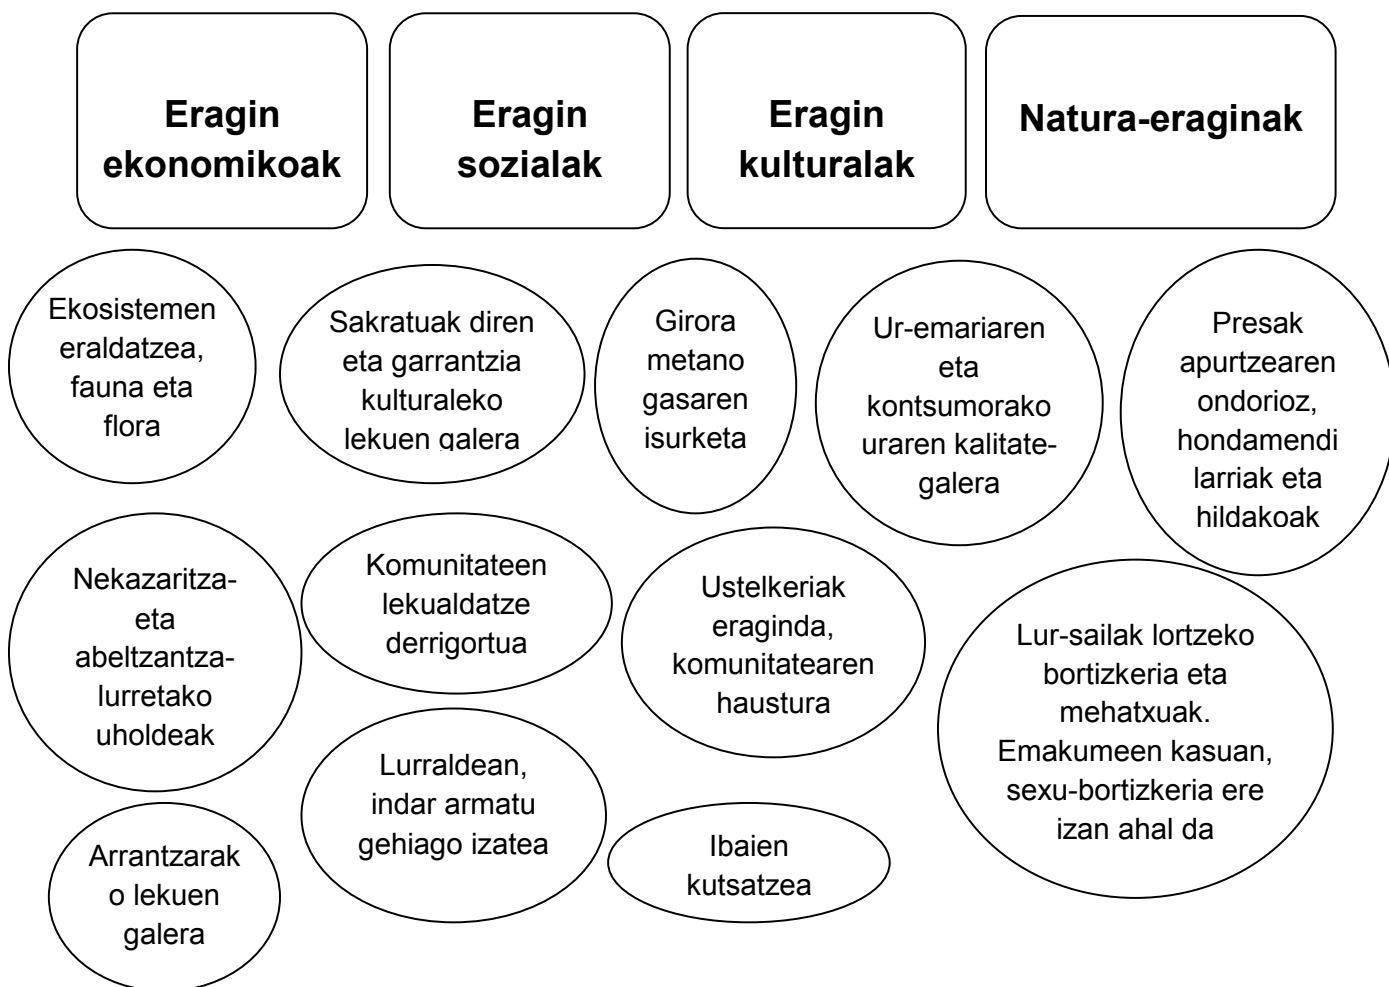 Eragin
ekonomikoak
Eragin
sozialak
Eragin
kulturalak
Natura-eraginak
Ekosistemen
eraldatzea,
fauna eta
flora
Sakratuak diren
eta garrantzia
kulturaleko
lekuen galera
Girora
metano
gasaren
isurketa
Ur-emariaren
eta
kontsumorako
uraren kalitate-
galera
Presak
apurtzearen
ondorioz,
hondamendi
larriak eta
hildakoak
Nekazaritza-
eta
abeltzantza-
lurretako
uholdeak
Komunitateen
lekualdatze
derrigortua
Ustelkeriak
eraginda,
komunitatearen
haustura
Lur-sailak lortzeko
bortizkeria eta
mehatxuak.
Emakumeen kasuan,
sexu-bortizkeria ere
izan ahal da
Lurraldean,
indar armatu
gehiago izatea
Arrantzarak
o lekuen
galera
Ibaien
kutsatzea